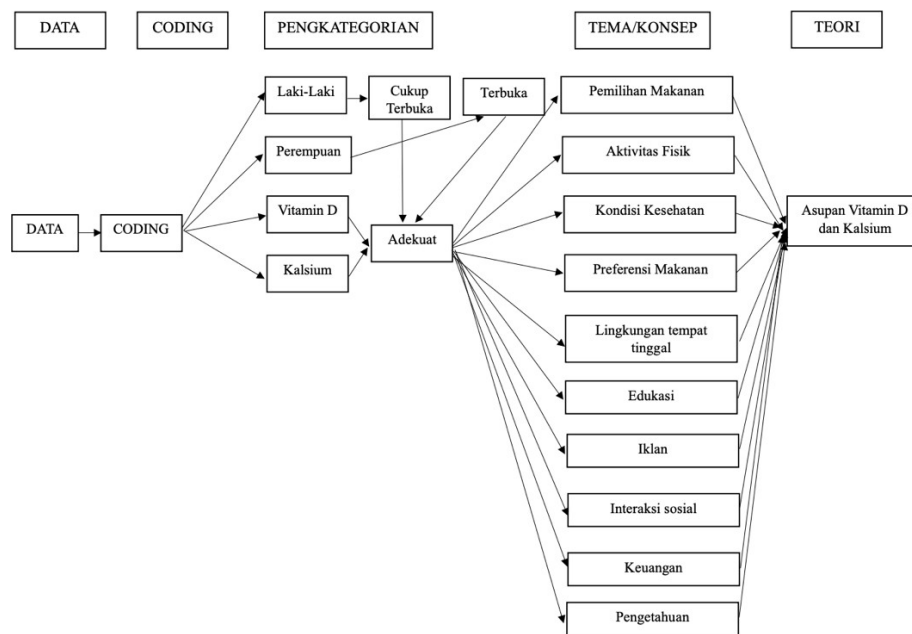 DATA
CODING
PENGKATEGORIAN
TEMA/KONSEP
TEORI
DATA
CODING
Laki-Laki
Cukup
Terbuka
Terbuka
Perempuan
Vitamin D
Kalsium
Adekuat
Pemilihan Makanan
Aktivitas Fisik
Kondisi Kesehatan
Preferensi Makanan
Lingkungan tempat
tinggal
Edukasi
Iklan
Interaksi sosial
Keuangan
Pengetahuan
Asupan Vitamin D
dan Kalsium